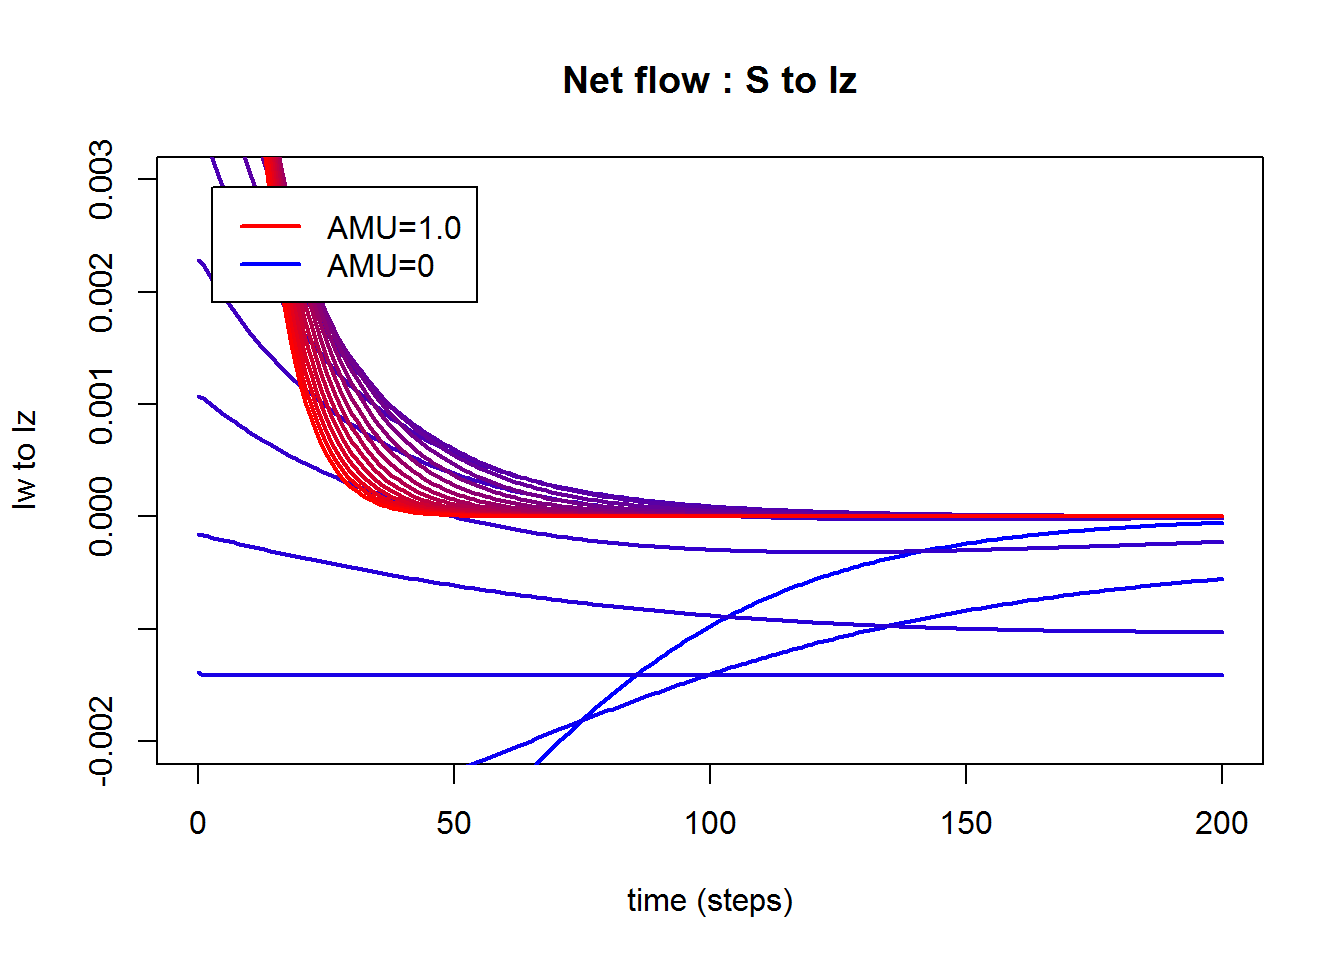 Net flow : S to Iz
0.003
0.002
0.001
0.000
-0.002
Iw to Iz
AMU=1.0
AMU=0
0 50 100 150 200
time (steps)